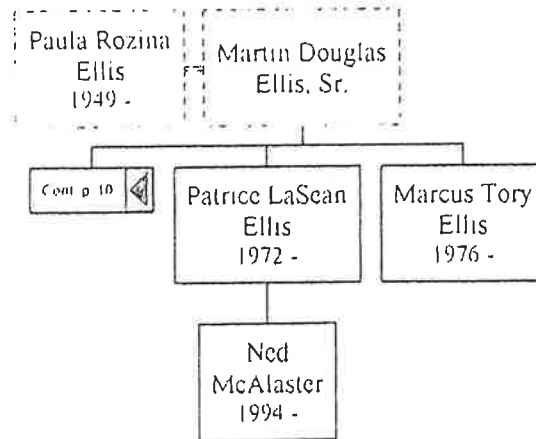 Paula Rozina
Ellis
1949 -
Martin Douglas
Ellis, Sr.
Cont p 10
Patrice LaSean
Ellis
1972 -
Marcus Tory
Ellis
1976 -
Ned
McAlaster
1994 -